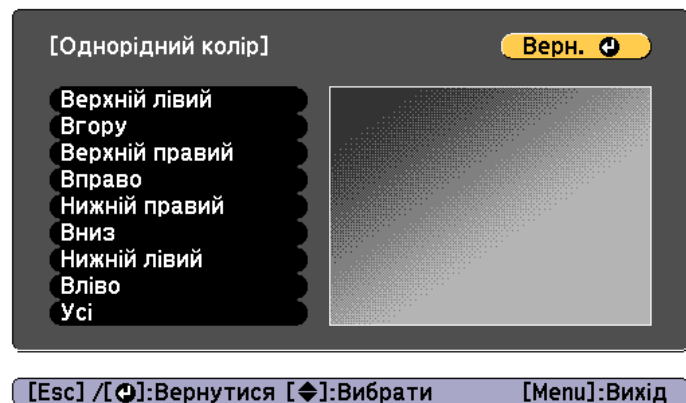 [Однорідний колір]
Верн.
Верхній лівий
Вгору
Верхній правий
Вправо
Нижній правий
Вниз
Нижній лівий
Вліво
Усі
[Esc] /[⏎]:Вернутися [◆]:Вибрати [Menu]:Вихід